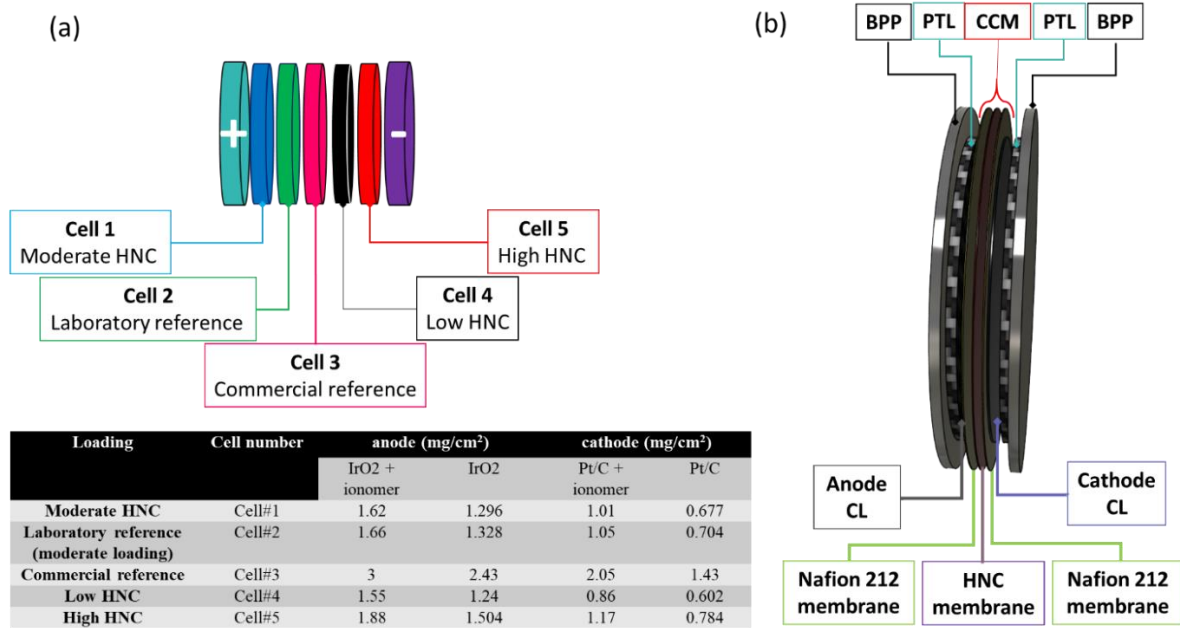 (a)
+
-
Cell 1
Moderate HNC
Cell 5
High HNC
Cell 2
Laboratory reference
Cell 4
Low HNC
Cell 3
Commercial reference
Loading Cell number anode (mg/cm²) cathode (mg/cm²)
IrO2 + ionomer IrO2 Pt/C + ionomer Pt/C
Moderate HNC Cell#1 1.62 1.296 1.01 0.677
Laboratory reference (moderate loading) Cell#2 1.66 1.328 1.05 0.704
Commercial reference Cell#3 3 2.43 2.05 1.43
Low HNC Cell#4 1.55 1.24 0.86 0.602
High HNC Cell#5 1.88 1.504 1.17 0.784
(b)
BPP PTL CCM PTL BPP
Anode
CL
Cathode
CL
Nafion 212
membrane
HNC
membrane
Nafion 212
membrane